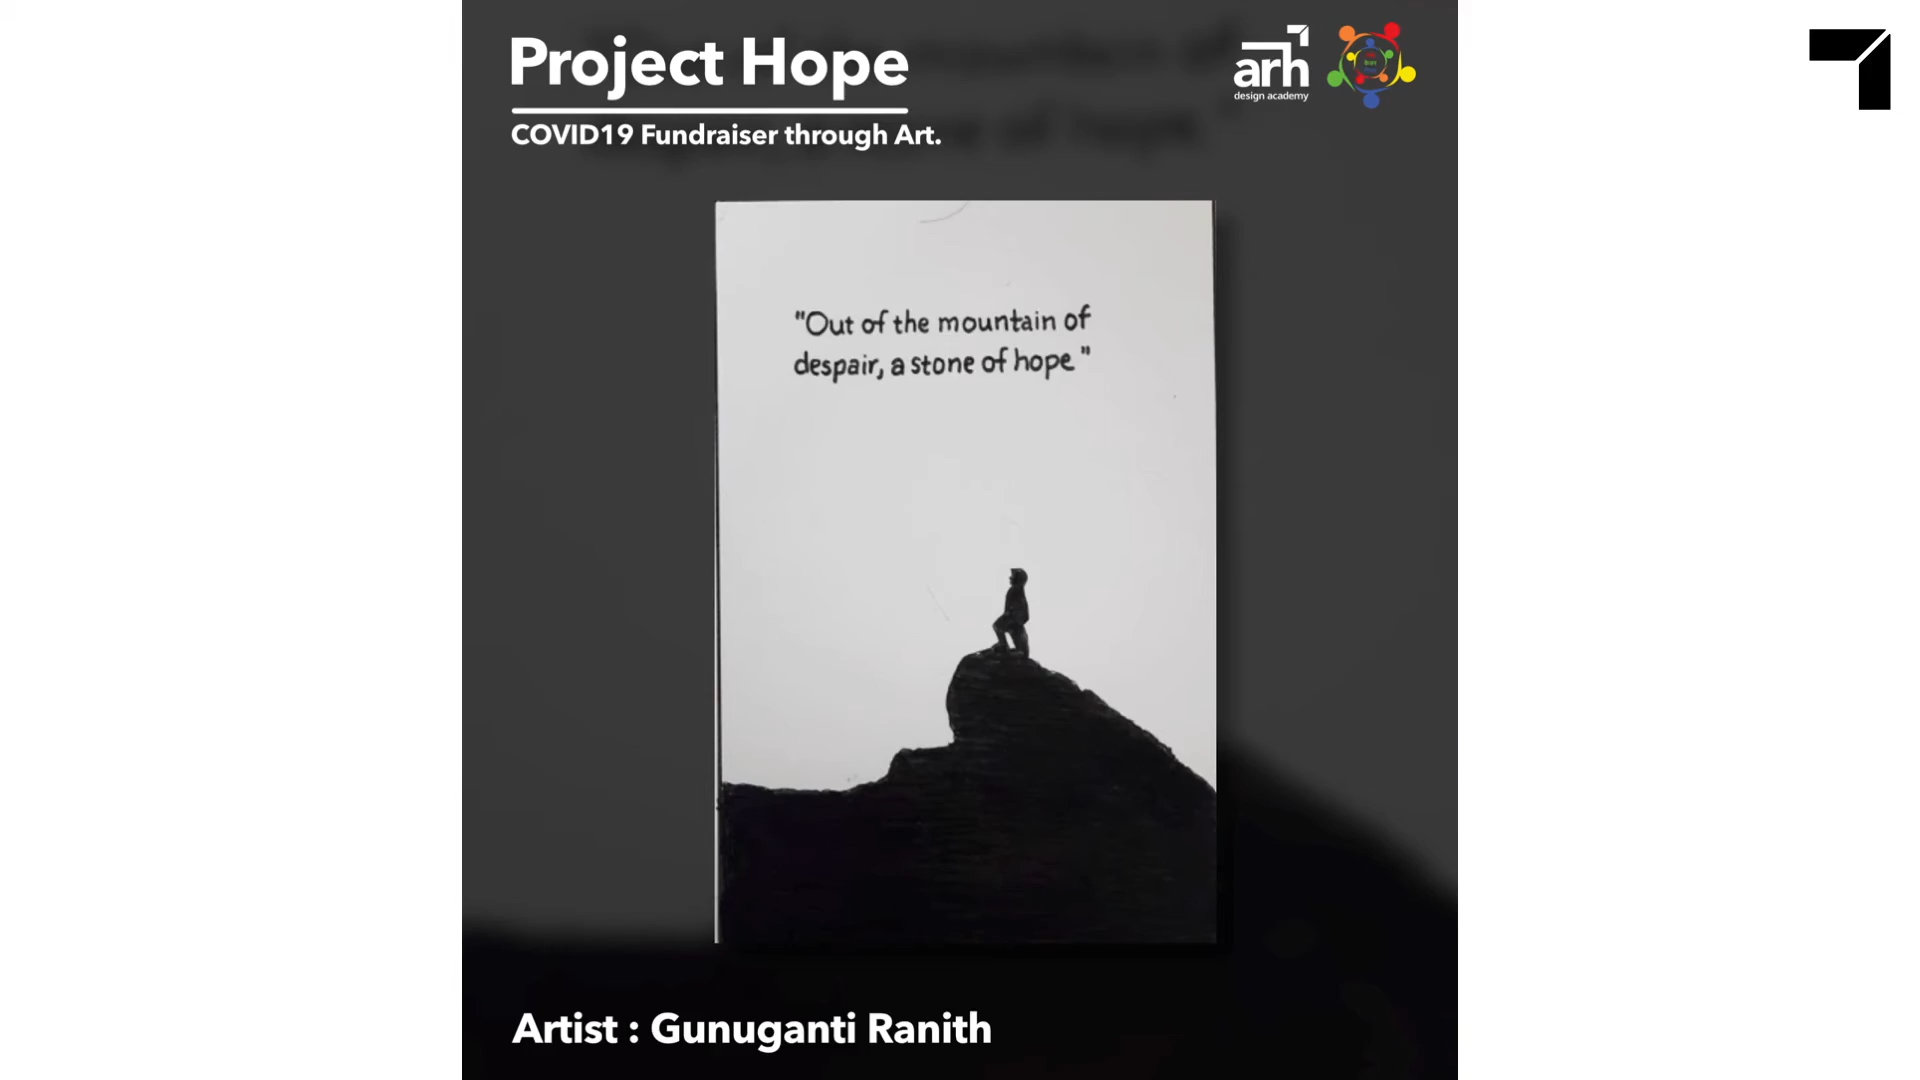 Project Hope
COVID19 Fundraiser through Art.
arh
design academy
"Out of the mountain of
despair, a stone of hope."
Artist : Gunuganti Ranith